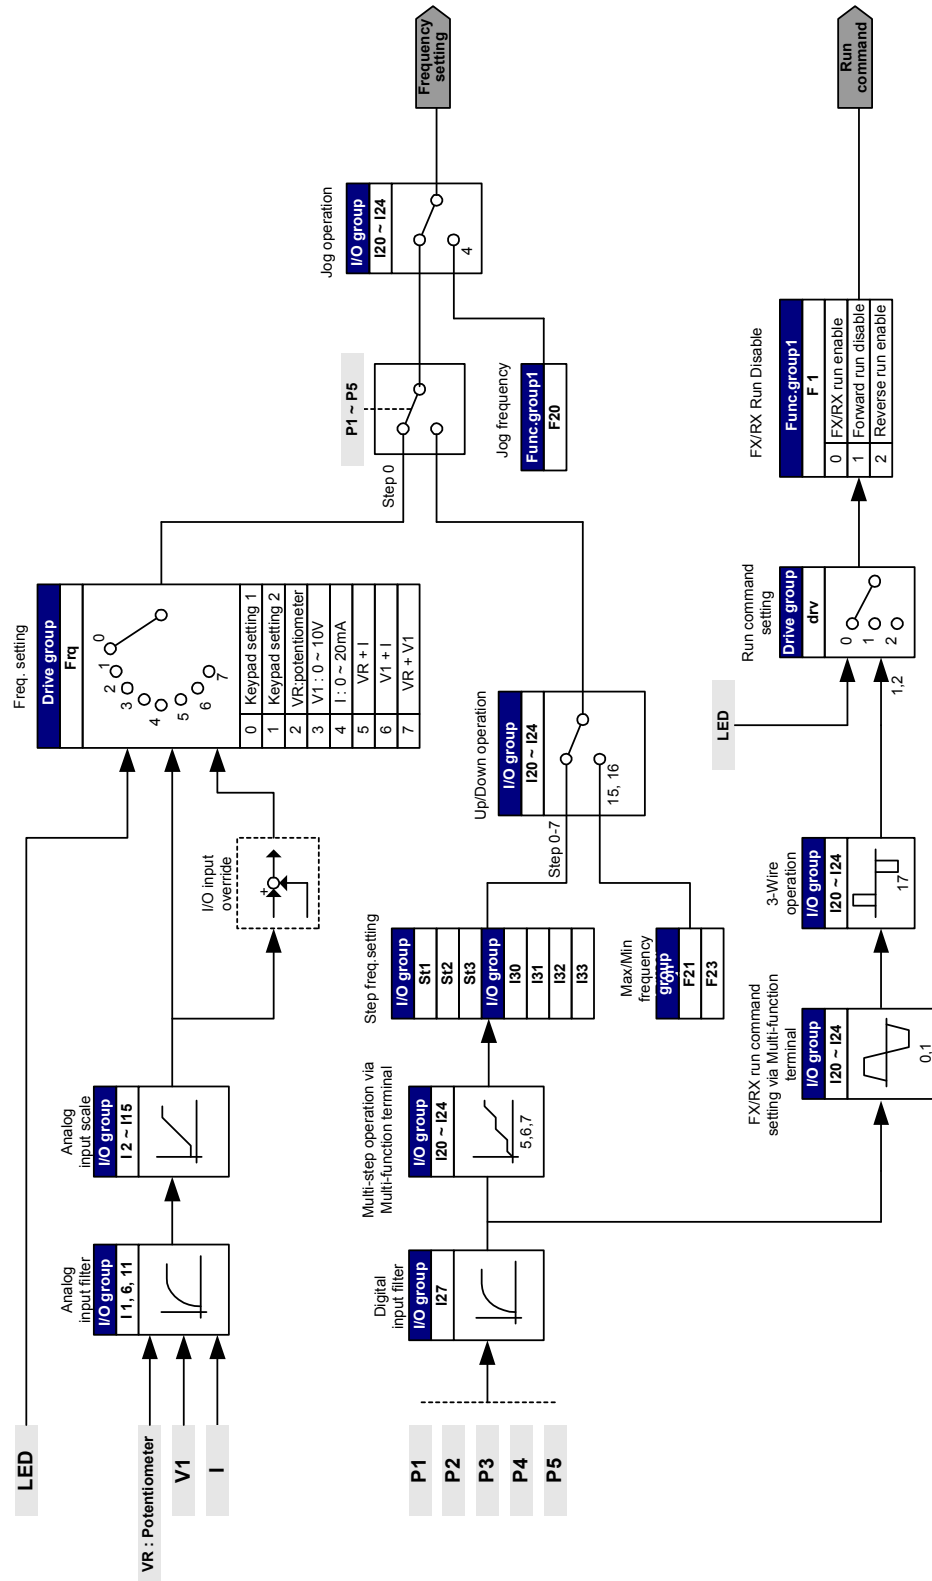 LED
VR : Potentiometer
V1
I
Analog
input filter
I/O group
I 1, 6, 11
Analog
input scale
I/O group
I 2 ~ I15
I/O input
override
+
Freq. setting
Drive group
Frq
0
1
2
3
4
5
6
7
0 Keypad setting 1
1 Keypad setting 2
2 VR:potentiometer
3 V1 : 0 ~ 10V
4 I : 0 ~ 20mA
5 VR + I
6 V1 + I
7 VR + V1
Step 0
P1 ~ P5
Jog operation
I/O group
I20 ~ I24
4
Frequency
setting
Jog frequency
Func.group1
F20
P1
P2
P3
P4
P5
Digital
input filter
I/O group
I27
Multi-step operation via
Multi-function terminal
I/O group
I20 ~ I24
5,6,7
Step freq.setting
I/O group
St1
St2
St3
I/O group
I30
I31
I32
I33
Step 0-7
Max/Min
frequency
group
F21
F23
Up/Down operation
I/O group
I20 ~ I24
15, 16
FX/RX run command
setting via Multi-function
terminal
I/O group
I20 ~ I24
0,1
3-Wire
operation
I/O group
I20 ~ I24
17
LED
1,2
Run command
setting
Drive group
drv
0
1
2
FX/RX Run Disable
Func.group1
F 1
0 FX/RX run enable
1 Forward run disable
2 Reverse run enable
Run
command